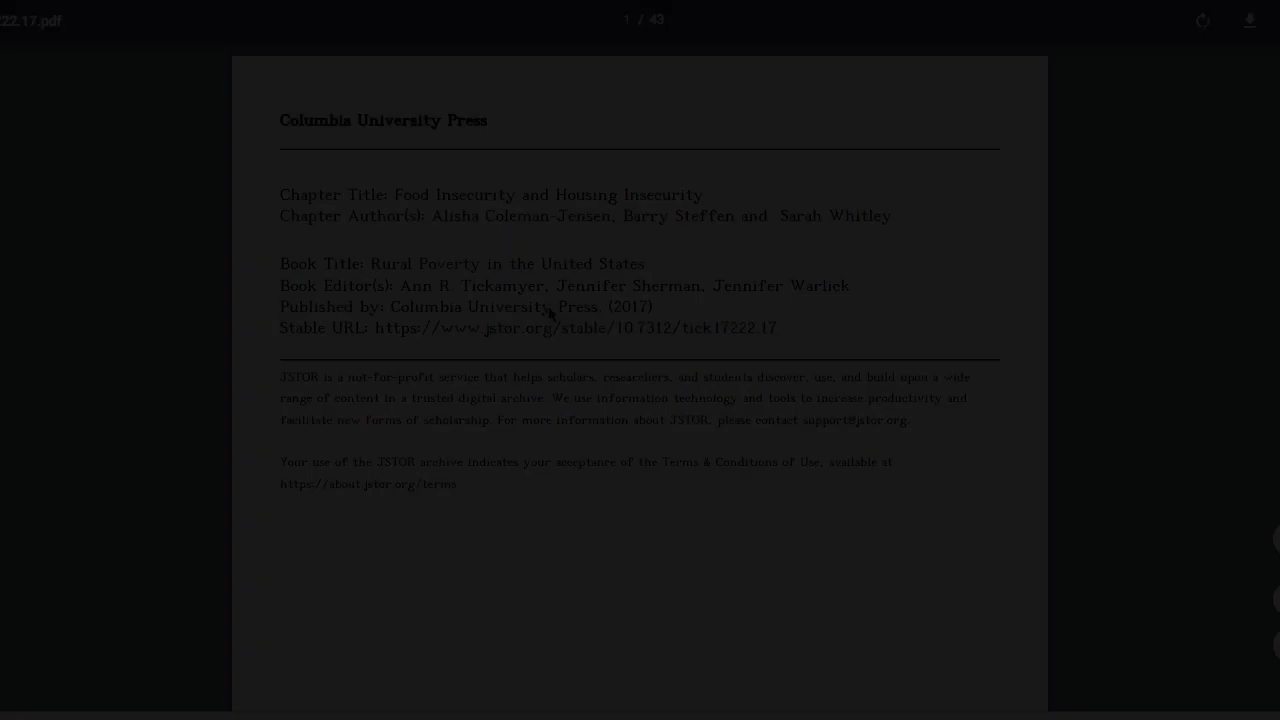 22.17.pdf
1 / 43
Columbia University Press
Chapter Title: Food Insecurity and Housing Insecurity
Chapter Author(s): Alisha Coleman-Jensen, Barry Steffen and Sarah Whitley
Book Title: Rural Poverty in the United States
Book Editor(s): Ann R. Tickamyer, Jennifer Sherman, Jennifer Warlick
Published by: Columbia University Press. (2017)
Stable URL: https://www.jstor.org/stable/10.7312/tick17222.17
JSTOR is a not-for-profit service that helps scholars, researchers, and students discover, use, and build upon a wide
range of content in a trusted digital archive. We use information technology and tools to increase productivity and
facilitate new forms of scholarship. For more information about JSTOR, please contact support@jstor.org.
Your use of the JSTOR archive indicates your acceptance of the Terms & Conditions of Use, available at
https://about.jstor.org/terms